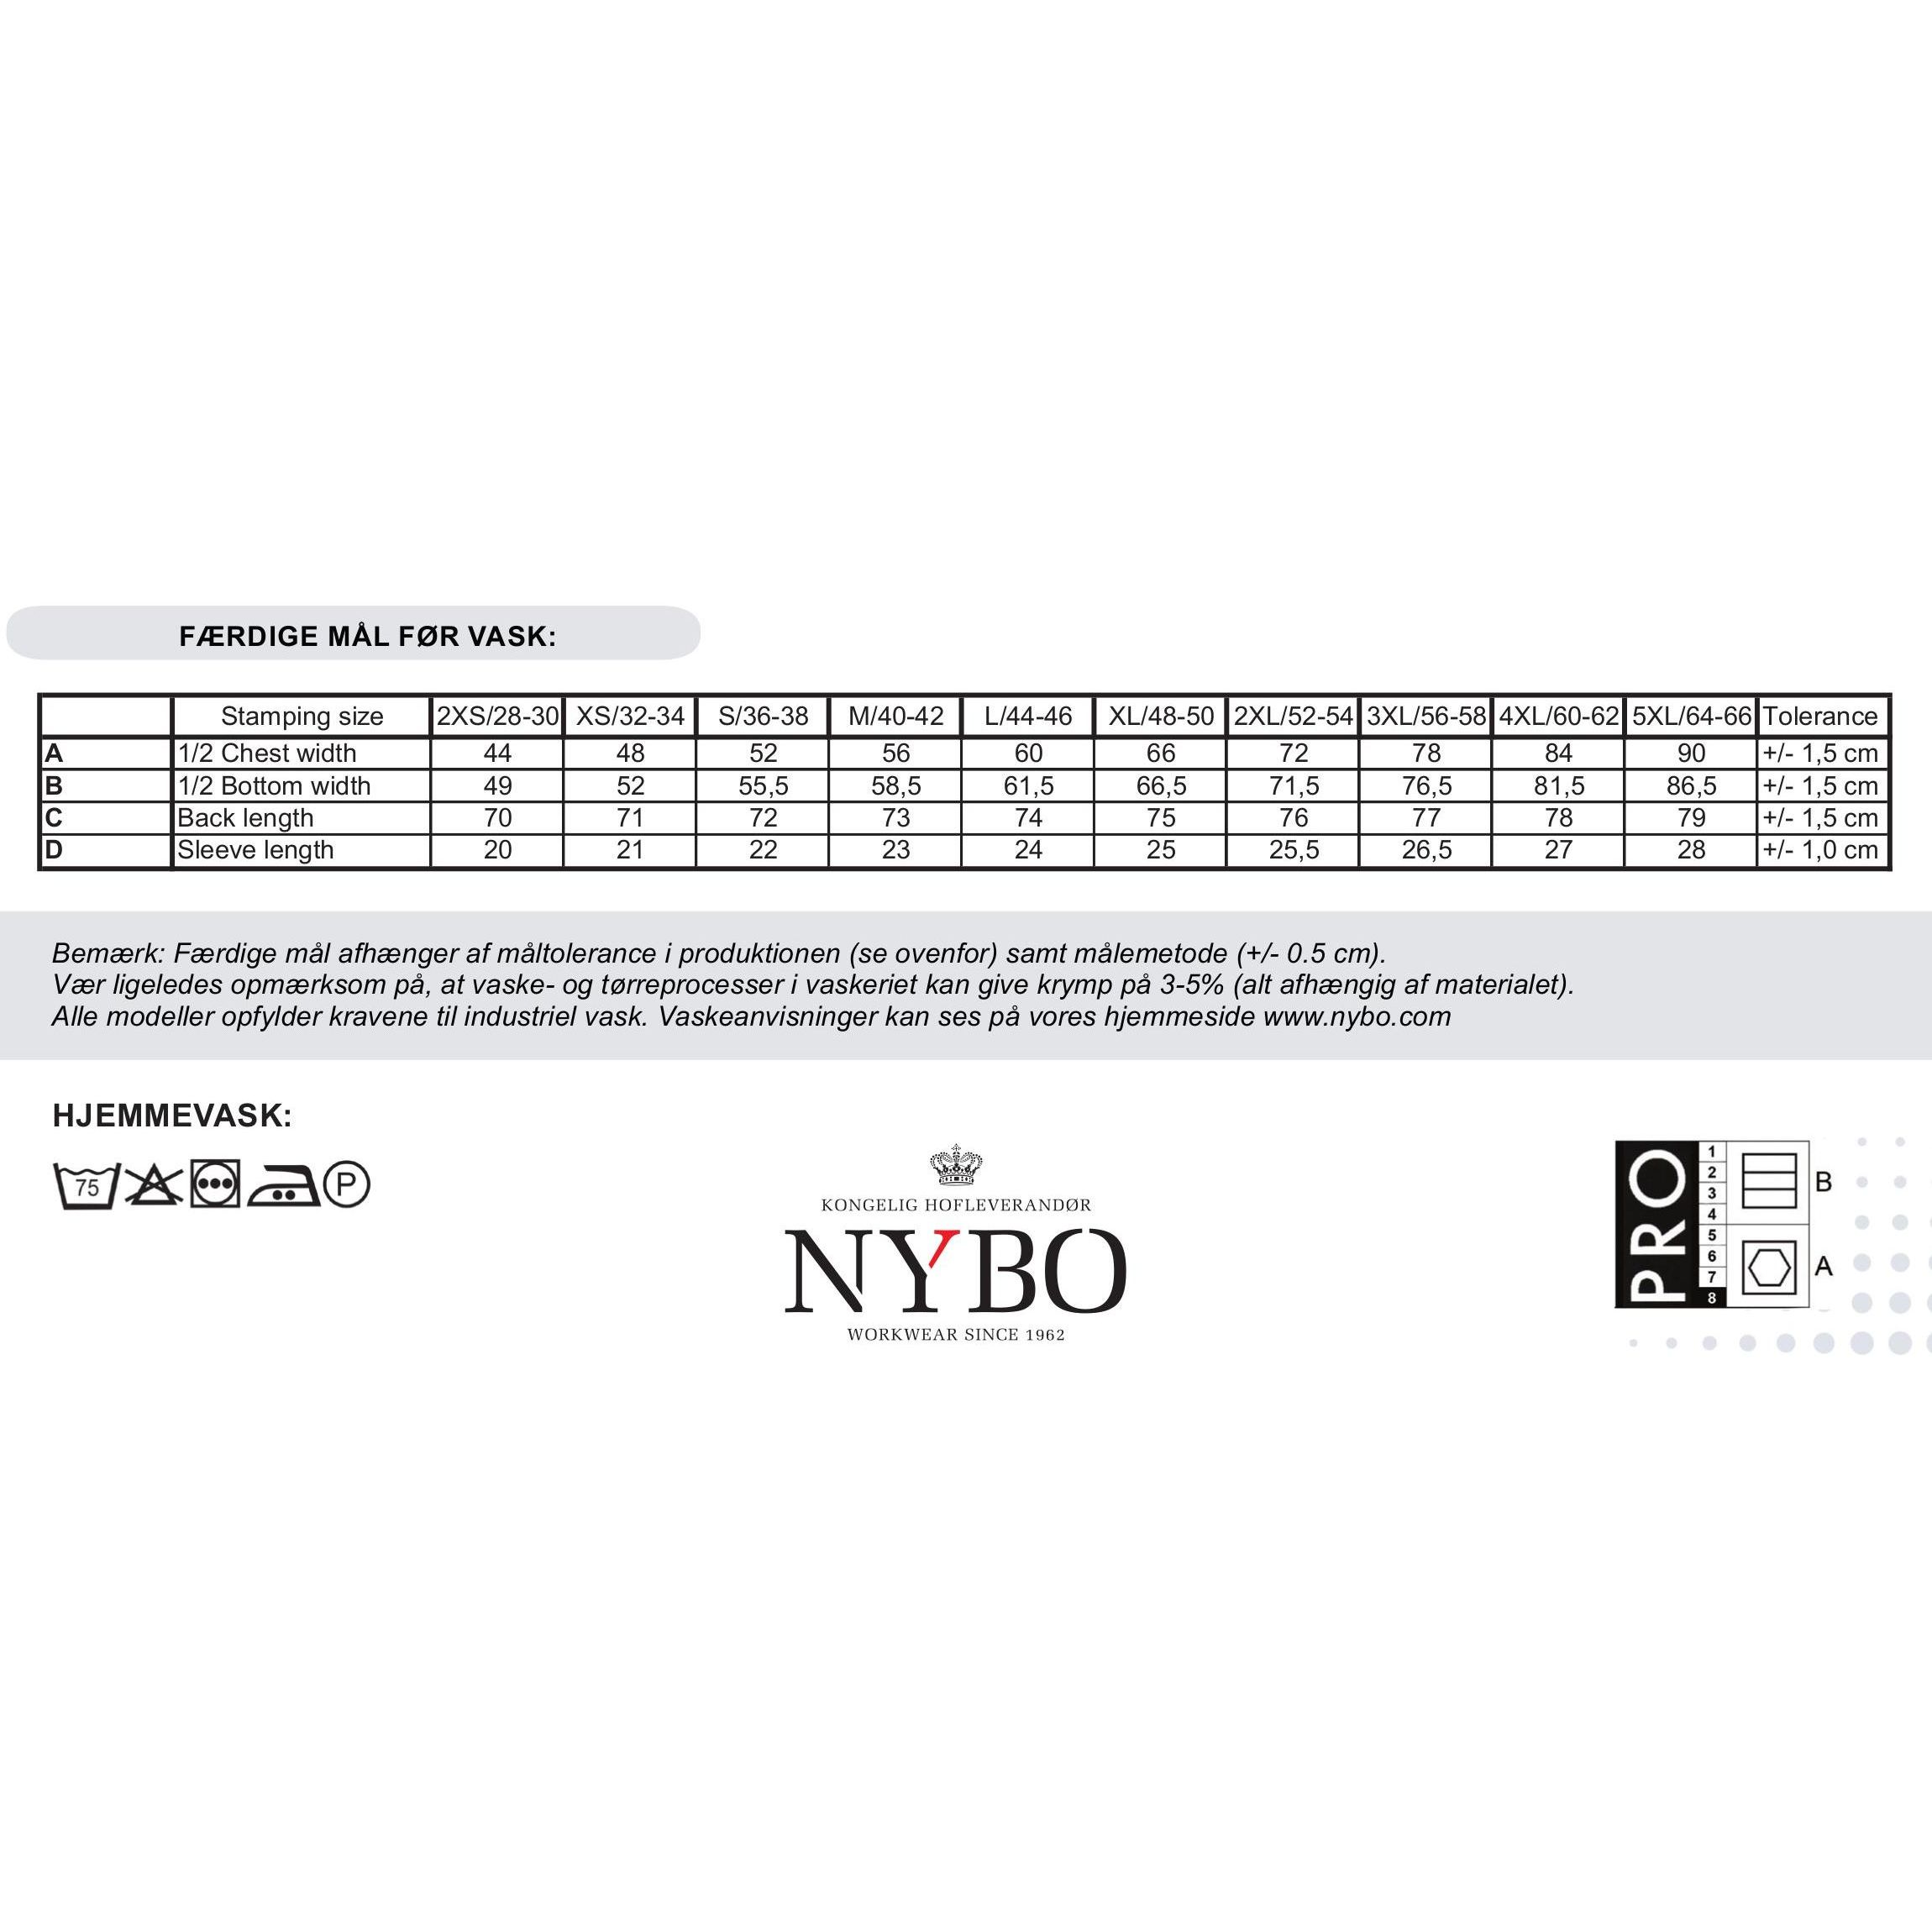 FÆRDIGE MÅL FØR VASK:
Stamping size 2XS/28-30 XS/32-34 S/36-38 M/40-42 L/44-46 XL/48-50 2XL/52-54 3XL/56-58 4XL/60-62 5XL/64-66 Tolerance
A 1/2 Chest width 44 48 52 56 60 66 72 78 84 90 +/- 1,5 cm
B 1/2 Bottom width 49 52 55,5 58,5 61,5 66,5 71,5 76,5 81,5 86,5 +/- 1,5 cm
C Back length 70 71 72 73 74 75 76 77 78 79 +/- 1,5 cm
D Sleeve length 20 21 22 23 24 25 25,5 26,5 27 28 +/- 1,0 cm
Bemærk: Færdige mål afhænger af måltolerance i produktionen (se ovenfor) samt målemetode (+/- 0.5 cm).
Vær ligeledes opmærksom på, at vaske- og tørreprocesser i vaskeriet kan give krymp på 3-5% (alt afhængig af materialet).
Alle modeller opfylder kravene til industriel vask. Vaskeanvisninger kan ses på vores hjemmeside www.nybo.com
HJEMMEVASK:
75 P
KONGELIG HOFLEVERANDØR
NYBO
WORKWEAR SINCE 1962
PRO
1
2
3
4
5
6
7
8
B
A